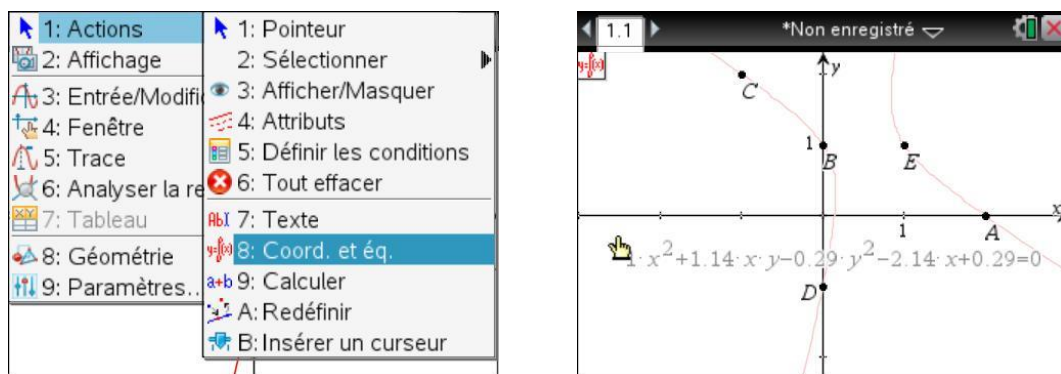 1: Actions
2: Affichage
3: Entrée/Modifi
4: Fenêtre
5: Trace
6: Analyser la re
7: Tableau
8: Géométrie
9: Paramètres...
1: Pointeur
2: Sélectionner
3: Afficher/Masquer
4: Attributs
5: Définir les conditions
6: Tout effacer
AbI 7: Texte
y=f(x) 8: Coord. et éq.
a+b 9: Calculer
A: Redéfinir
B: Insérer un curseur
1.1 *Non enregistré
y=f(x)
y
C
1
B
E
x
1
A
1·x²+1.14·x·y−0.29·y²−2.14·x+0.29=0
D